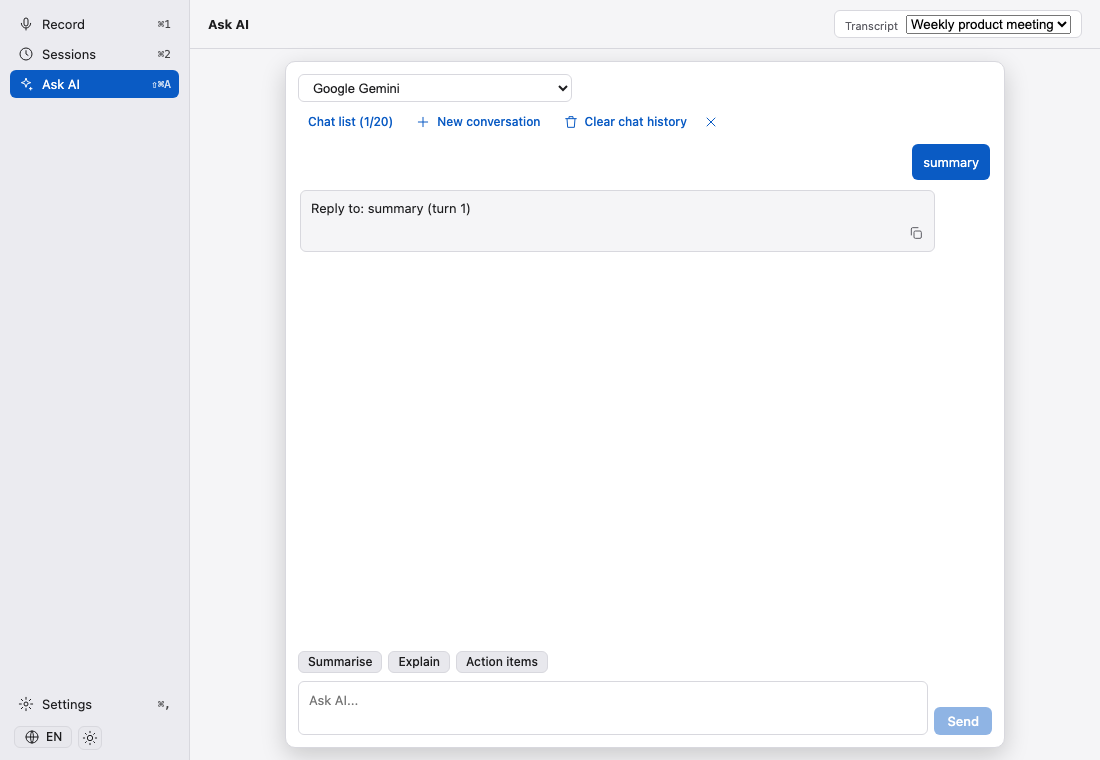 Record ⌘1
Sessions ⌘2
Ask AI ⇧⌘A
Settings ⌘,
EN
Ask AI
Transcript Weekly product meeting
Google Gemini
Chat list (1/20) New conversation Clear chat history
summary
Reply to: summary (turn 1)
Summarise Explain Action items
Ask AI...
Send